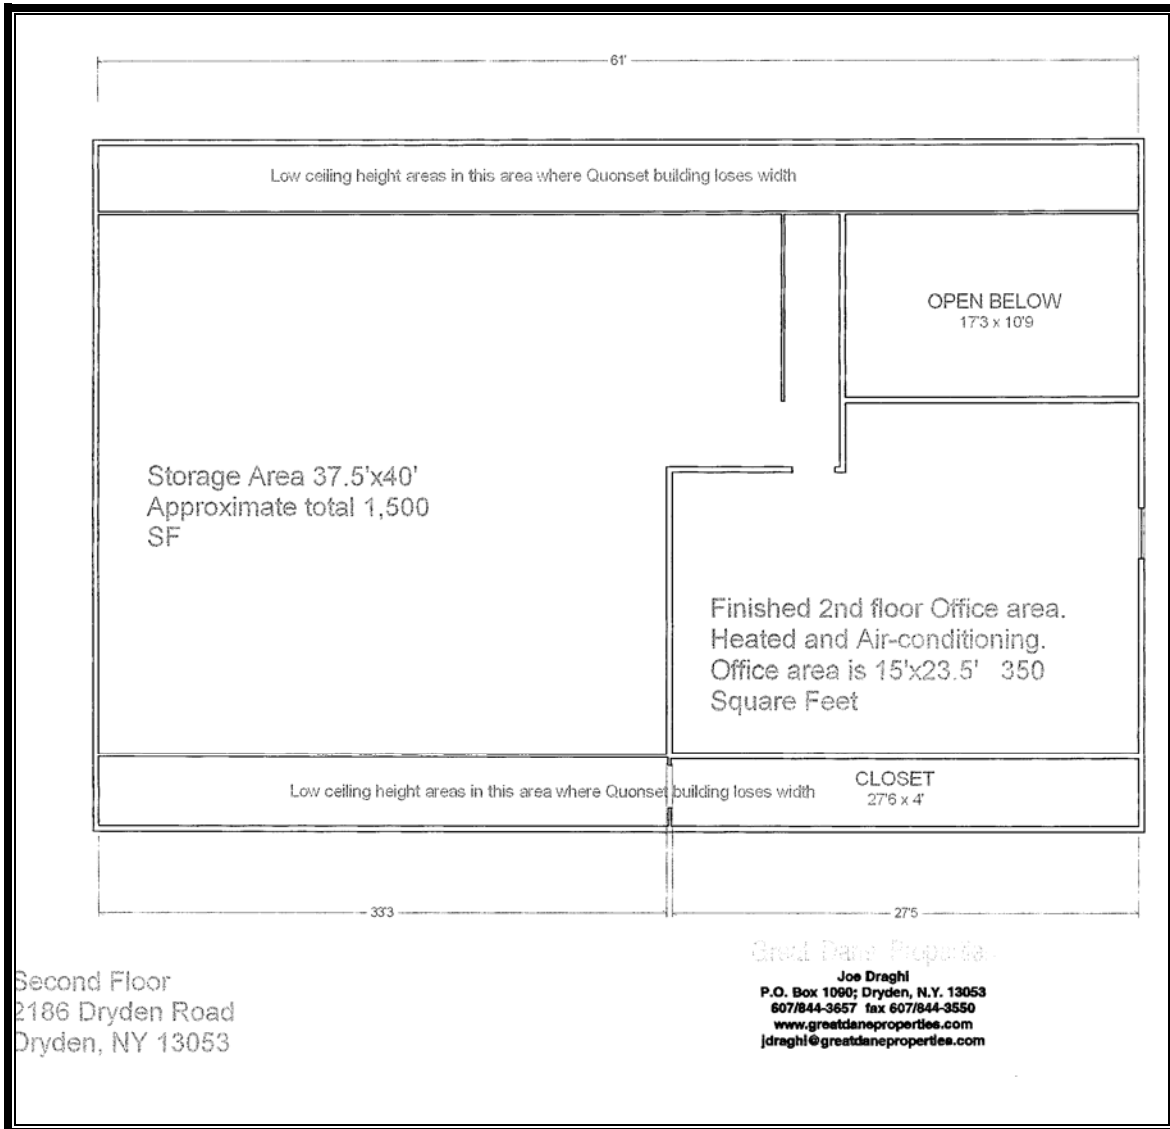 61'
Low ceiling height areas in this area where Quonset building loses width
OPEN BELOW
17'3 x 10'9
Storage Area 37.5'x40'
Approximate total 1,500
SF
Finished 2nd floor Office area.
Heated and Air-conditioning.
Office area is 15'x23.5'   350
Square Feet
Low ceiling height areas in this area where Quonset building loses width
CLOSET
27'6 x 4'
33'3
27'5
Great Dane Properties
Second Floor
2186 Dryden Road
Dryden, NY 13053
Joe Draghi
P.O. Box 1090; Dryden, N.Y. 13053
607/844-3657  fax 607/844-3550
www.greatdaneproperties.com
jdraghi@greatdaneproperties.com